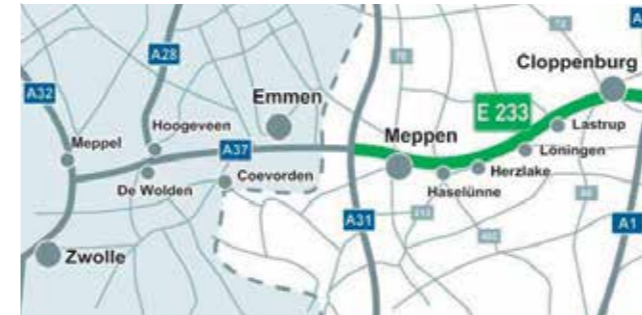 A28
A32
Cloppenburg
E 233
Emmen
Lastrup
Hoogeveen
Meppen
Meppel
A37
Löningen
Herzlake
De Wolden
Coevorden
Haselünne
A31
A1
Zwolle